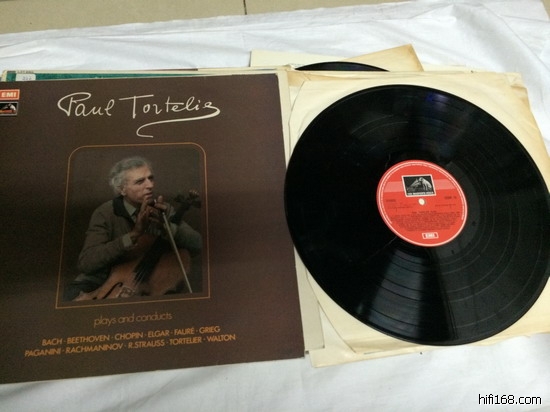 EMI
Paul Tortelier
plays and conducts
BACH · BEETHOVEN · CHOPIN · ELGAR · FAURÉ · GRIEG
PAGANINI · RACHMANINOV · R.STRAUSS · TORTELIER · WALTON
EMI
hifi168.com